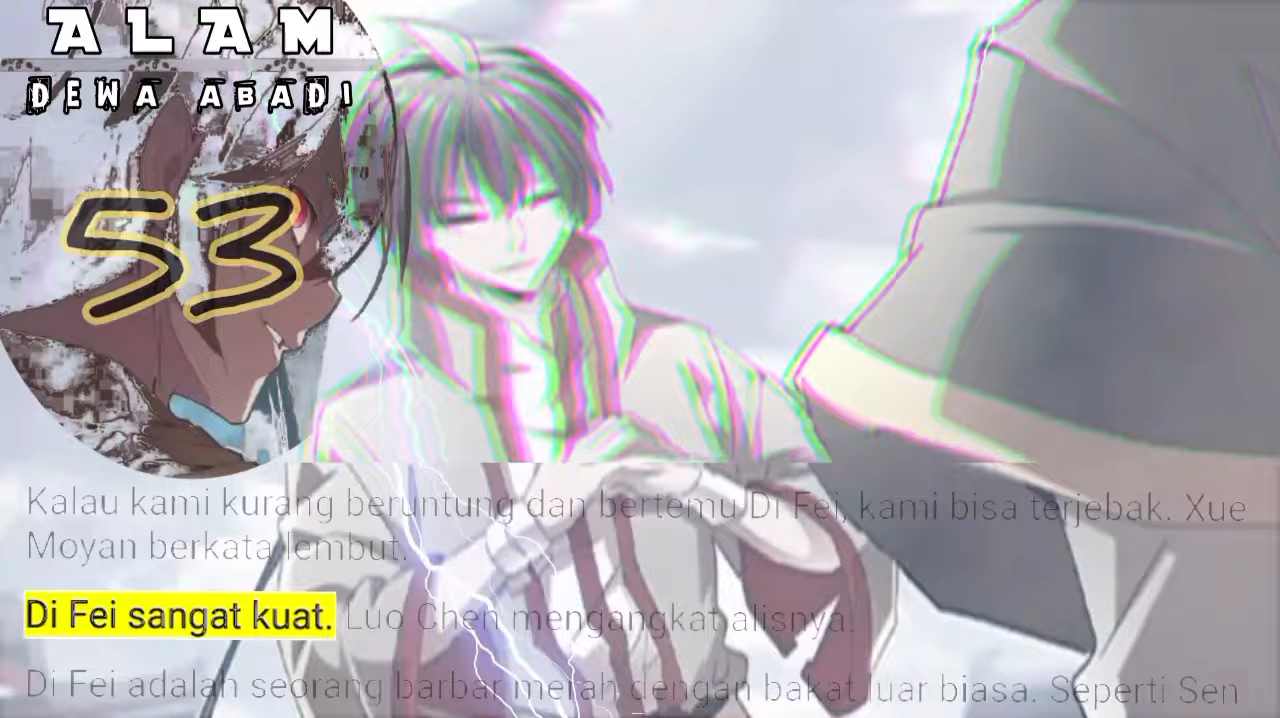 ALAM
DEWA ABADI
53
Kalau kami kurang beruntung dan bertemu Di Fei, kami bisa terjebak. Xue
Moyan berkata lembut.
Di Fei sangat kuat. Luo Chen mengangkat alisnya.
Di Fei adalah seorang barbar merah dengan bakat luar biasa. Seperti Sen